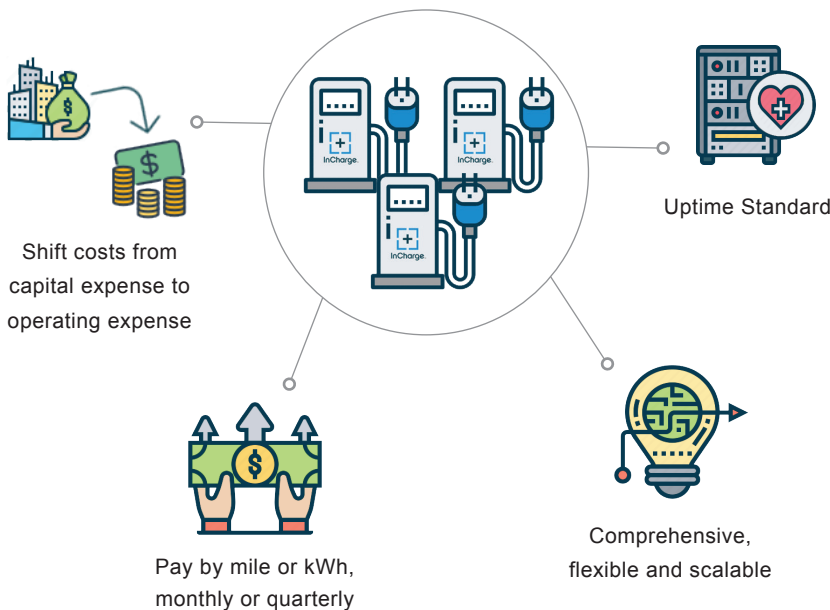 InCharge.
InCharge.
InCharge.
Uptime Standard
Shift costs from
capital expense to
operating expense
Comprehensive,
flexible and scalable
Pay by mile or kWh,
monthly or quarterly